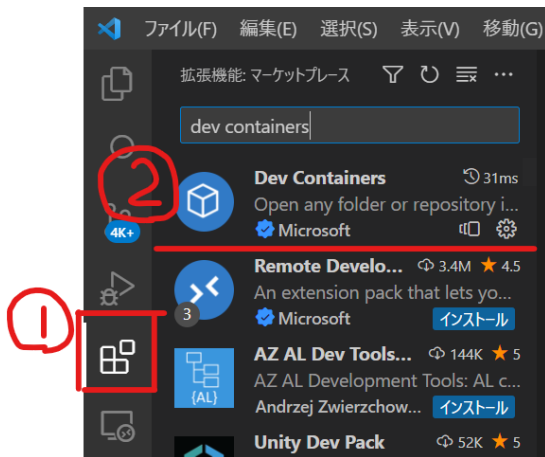 ファイル(F) 編集(E) 選択(S) 表示(V) 移動(G)
拡張機能: マーケットプレース
dev containers
②
Dev Containers 31ms
Open any folder or repository i...
Microsoft
4K+
Remote Develo... 3.4M ★ 4.5
An extension pack that lets yo...
3
Microsoft インストール
①
AZ AL Dev Tools... 144K ★ 5
AZ AL Development Tools: AL c...
{AL}
Andrzej Zwierzchow... インストール
Unity Dev Pack 52K ★ 5